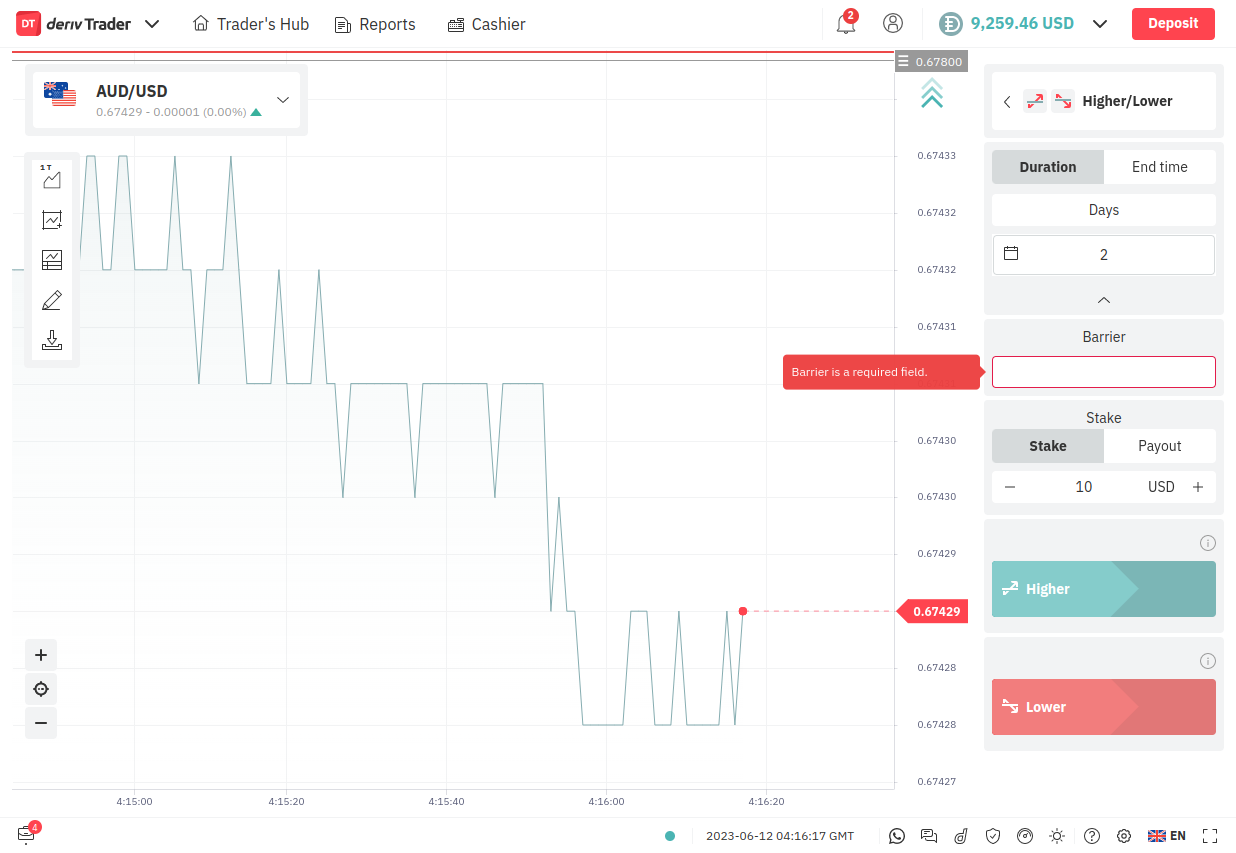 DT deriv Trader
Trader's Hub
Reports
Cashier
2
9,259.46 USD
Deposit
0.67800
AUD/USD
0.67429 - 0.00001 (0.00%)
1T
0.67433
0.67432
0.67432
0.67431
0.67430
0.67430
0.67429
0.67429
0.67428
0.67428
0.67427
4:15:00
4:15:20
4:15:40
4:16:00
4:16:20
Higher/Lower
Duration
End time
Days
2
Barrier
Barrier is a required field.
Stake
Stake
Payout
10
USD
Higher
Lower
4
2023-06-12 04:16:17 GMT
EN